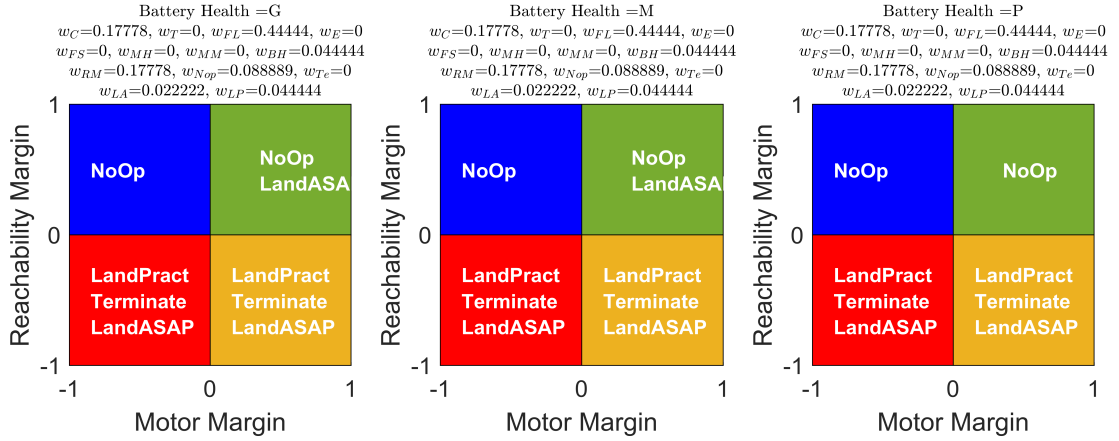 Battery Health =G
w_C=0.17778, w_T=0, w_FL=0.44444, w_E=0
w_FS=0, w_MH=0, w_MM=0, w_BH=0.044444
w_RM=0.17778, w_Nop=0.088889, w_Te=0
w_LA=0.022222, w_LP=0.044444
1
0
-1
Reachability Margin
NoOp
NoOp
LandASA
LandPract
Terminate
LandASAP
LandPract
Terminate
LandASAP
-1
0
1
Motor Margin
Battery Health =M
w_C=0.17778, w_T=0, w_FL=0.44444, w_E=0
w_FS=0, w_MH=0, w_MM=0, w_BH=0.044444
w_RM=0.17778, w_Nop=0.088889, w_Te=0
w_LA=0.022222, w_LP=0.044444
1
0
-1
Reachability Margin
NoOp
NoOp
LandASAP
LandPract
Terminate
LandASAP
LandPract
Terminate
LandASAP
-1
0
1
Motor Margin
Battery Health =P
w_C=0.17778, w_T=0, w_FL=0.44444, w_E=0
w_FS=0, w_MH=0, w_MM=0, w_BH=0.044444
w_RM=0.17778, w_Nop=0.088889, w_Te=0
w_LA=0.022222, w_LP=0.044444
1
0
-1
Reachability Margin
NoOp
NoOp
LandPract
Terminate
LandASAP
LandPract
Terminate
LandASAP
-1
0
1
Motor Margin